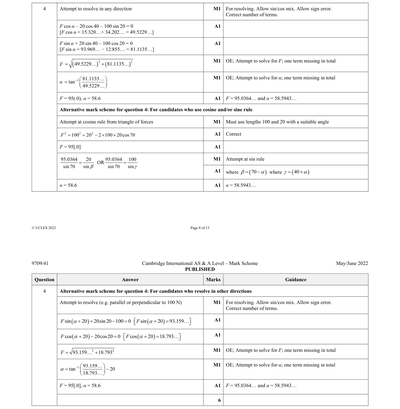 4 Attempt to resolve in any direction M1 For resolving. Allow sin/cos mix. Allow sign error.
Correct number of terms.
F cos α – 20 cos 40 – 100 sin 20 = 0 A1
[F cos α = 15.320... + 34.202... = 49.5229…]
F sin α + 20 sin 40 – 100 cos 20 = 0 A1
[F sin α = 93.969… − 12.855… = 81.1135…]
F = √((49.5229...)² + (81.1135...)²) M1 OE; Attempt to solve for F; one term missing in total
α = tan⁻¹(81.1135.../49.5229...) M1 OE; Attempt to solve for α; one term missing in total
F = 95(.0), α = 58.6 A1 F = 95.0364… and α = 58.5943…
Alternative mark scheme for question 4: For candidates who use cosine and/or sine rule
Attempt at cosine rule from triangle of forces M1 Must use lengths 100 and 20 with a suitable angle
F² = 100² + 20² − 2×100×20 cos 70 A1 Correct
F = 95[.0] A1
95.0364/sin 70 = 20/sin β OR 95.0364/sin 70 = 100/sin γ M1 Attempt at sin rule
A1 where β = (70 − α) where γ = (40 + α)
α = 58.6 A1 α = 58.5943…
© UCLES 2022 Page 8 of 13
9709/41 Cambridge International AS & A Level – Mark Scheme May/June 2022
PUBLISHED
Question Answer Marks Guidance
4 Alternative mark scheme for question 4: For candidates who resolve in other directions
Attempt to resolve (e.g. parallel or perpendicular to 100 N) M1 For resolving. Allow sin/cos mix. Allow sign error.
Correct number of terms.
F sin(α + 20) + 20 sin 20 − 100 = 0 [F sin(α + 20) = 93.159…] A1
F cos(α + 20) − 20 cos 20 = 0 [F cos(α + 20) = 18.793…] A1
F = √(93.159...² + 18.793²) M1 OE; Attempt to solve for F; one term missing in total
α = tan⁻¹(93.159.../18.793...) − 20 M1 OE; Attempt to solve for α; one term missing in total
F = 95[.0], α = 58.6 A1 F = 95.0364… and α = 58.5943…
6